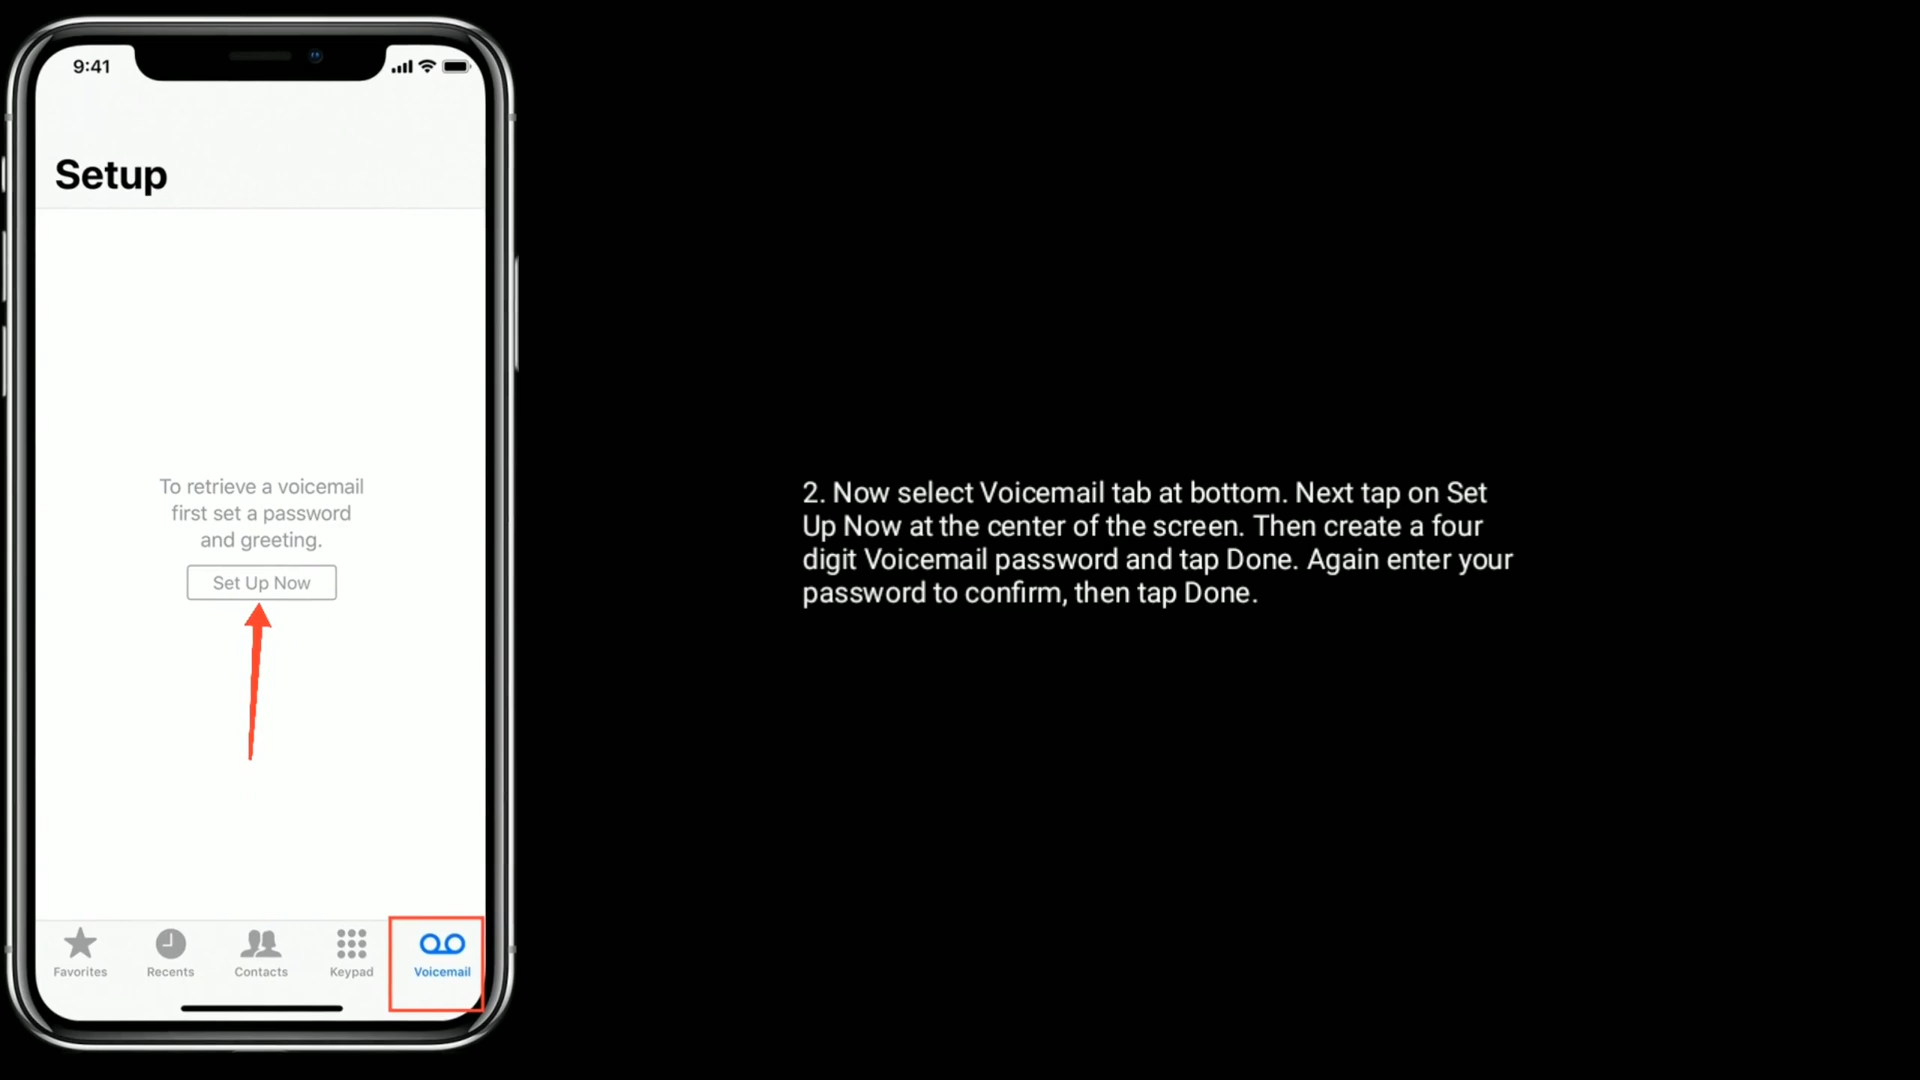 9:41
Setup
To retrieve a voicemail
first set a password
and greeting.
Set Up Now
Favorites
Recents
Contacts
Keypad
Voicemail
2. Now select Voicemail tab at bottom. Next tap on Set
Up Now at the center of the screen. Then create a four
digit Voicemail password and tap Done. Again enter your
password to confirm, then tap Done.